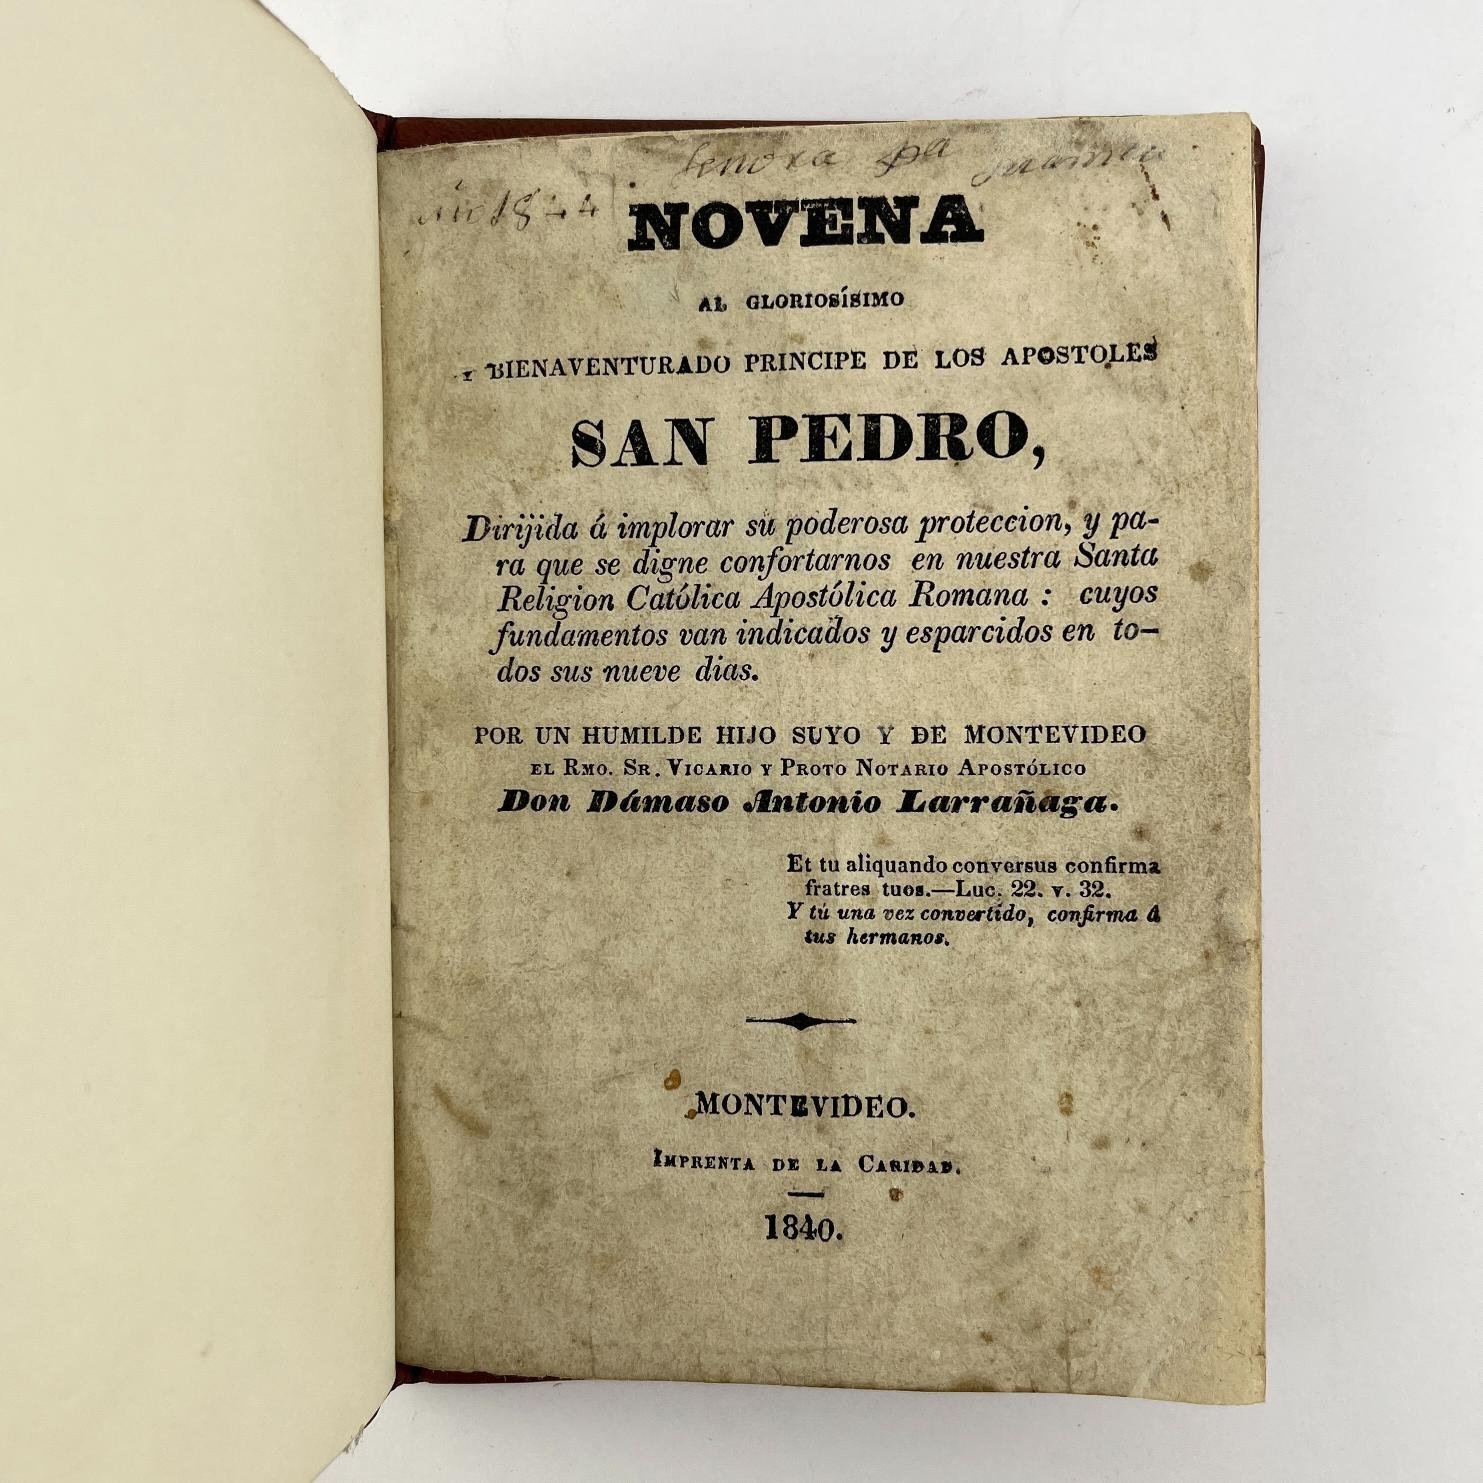 Señora Da
Año 1844
NOVENA
AL GLORIOSÍSIMO
Y BIENAVENTURADO PRINCIPE DE LOS APOSTOLES
SAN PEDRO,
Dirijida á implorar su poderosa proteccion, y pa-
ra que se digne confortarnos en nuestra Santa
Religion Católica Apostólica Romana : cuyos
fundamentos van indicados y esparcidos en to-
dos sus nueve dias.
POR UN HUMILDE HIJO SUYO Y DE MONTEVIDEO
EL RMO. SR. VICARIO Y PROTO NOTARIO APOSTÓLICO
Don Dámaso Antonio Larrañaga.
Et tu aliquando conversus confirma
fratres tuos.—Luc. 22. v. 32.
Y tú una vez convertido, confirma á
tus hermanos.
MONTEVIDEO.
IMPRENTA DE LA CARIDAD.
1840.